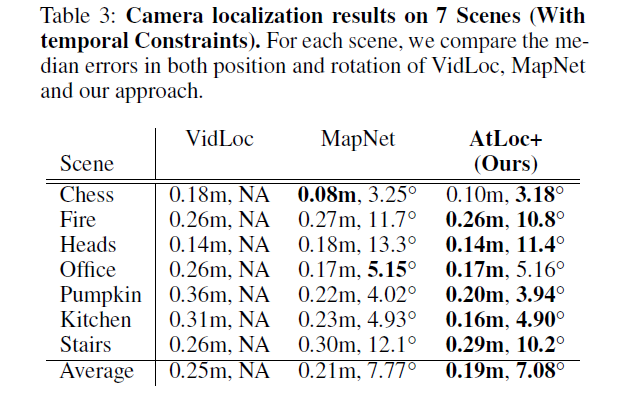 Table 3: Camera localization results on 7 Scenes (With
temporal Constraints). For each scene, we compare the me-
dian errors in both position and rotation of VidLoc, MapNet
and our approach.
Scene VidLoc MapNet AtLoc+ (Ours)
Chess 0.18m, NA 0.08m, 3.25° 0.10m, 3.18°
Fire 0.26m, NA 0.27m, 11.7° 0.26m, 10.8°
Heads 0.14m, NA 0.18m, 13.3° 0.14m, 11.4°
Office 0.26m, NA 0.17m, 5.15° 0.17m, 5.16°
Pumpkin 0.36m, NA 0.22m, 4.02° 0.20m, 3.94°
Kitchen 0.31m, NA 0.23m, 4.93° 0.16m, 4.90°
Stairs 0.26m, NA 0.30m, 12.1° 0.29m, 10.2°
Average 0.25m, NA 0.21m, 7.77° 0.19m, 7.08°